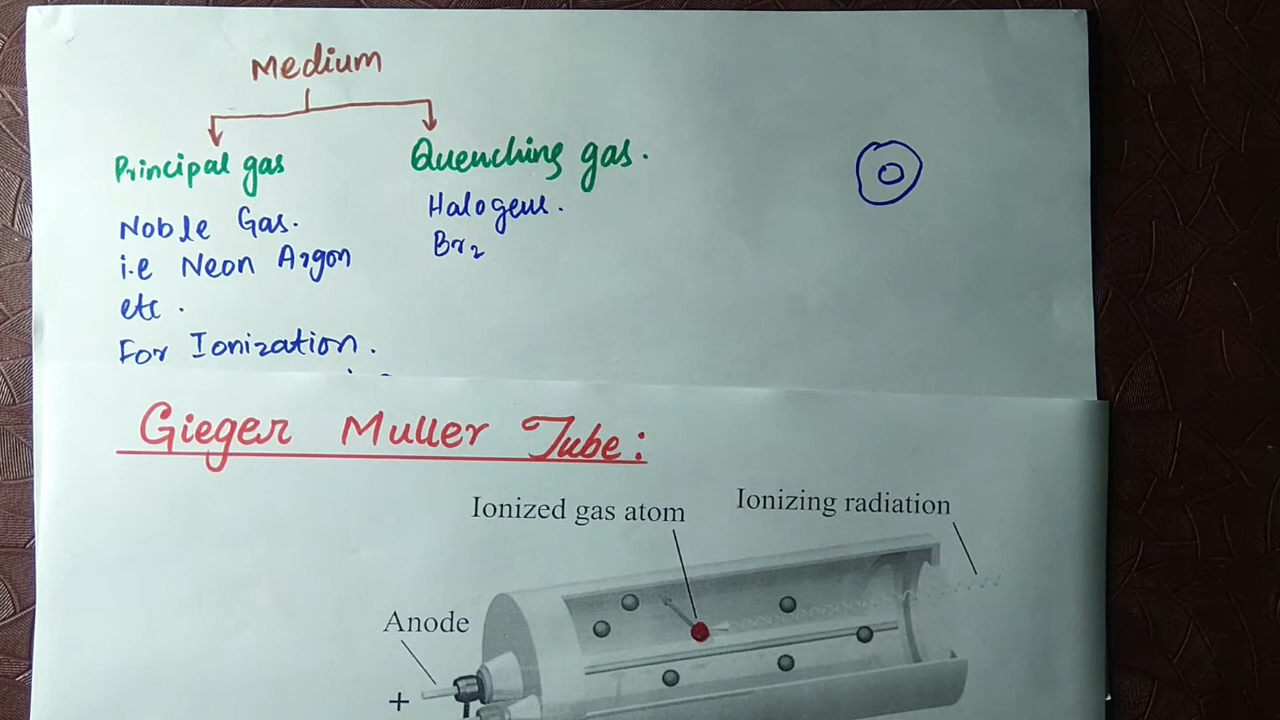 Medium
Principal gas
Quenching gas.
Noble Gas.
i.e Neon Argon
etc.
For Ionization.
Halogens.
Br2
Gieger Muller Tube:
Ionized gas atom
Ionizing radiation
Anode
+